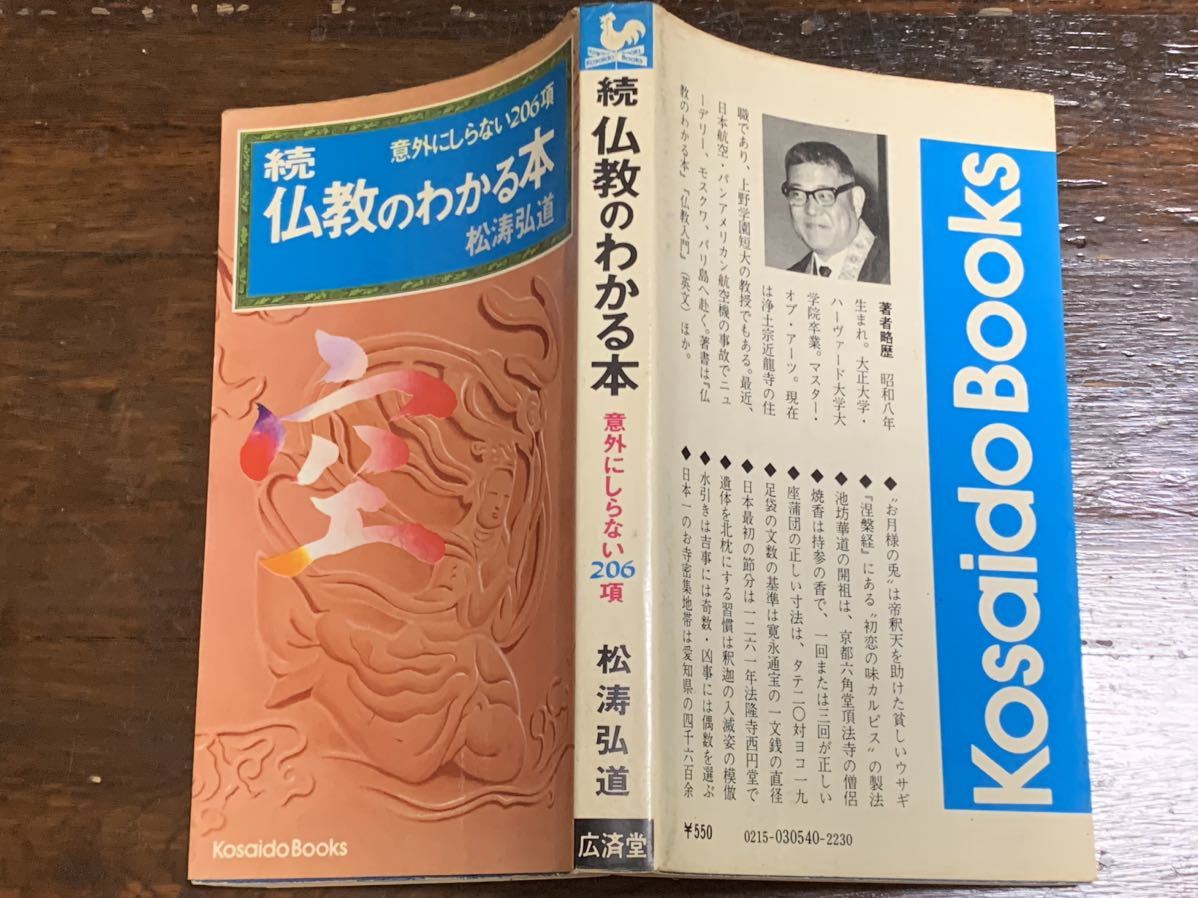 意外にしらない206項
続
仏教のわかる本
松涛弘道
空
Kosaido Books
Kosaido Books
続 仏教のわかる本
意外にしらない206項
松涛弘道
広済堂
著者略歴 昭和八年
生まれ。大正大学・
ハーヴァード大学大
学院卒業。マスター・
オブ・アーツ。現在
は浄土宗近龍寺の住
職であり、上野学園短大の教授でもある。最近、
日本航空・パンアメリカン航空機の事故でニュ
ーデリー、モスクワ、バリ島へ赴く。著書は『仏
教のわかる本』『仏教入門』(英文)ほか。
◆“お月様の兎”は帝釈天を助けた貧しいウサギ
◆『涅槃経』にある“初恋の味カルピス”の製法
◆池坊華道の開祖は、京都六角堂頂法寺の僧侶
◆焼香は持参の香で、一回または三回が正しい
◆座蒲団の正しい寸法は、タテ二〇対ヨコ一九
◆足袋の文数の基準は寛永通宝の一文銭の直径
◆日本最初の節分は一二六一年法隆寺西円堂で
◆遺体を北枕にする習慣は釈迦の入滅姿の模倣
◆水引きは吉事には奇数・凶事には偶数を選ぶ
◆日本一のお寺密集地帯は愛知県の四千六百余
¥550
0215-030540-2230
Kosaido Books